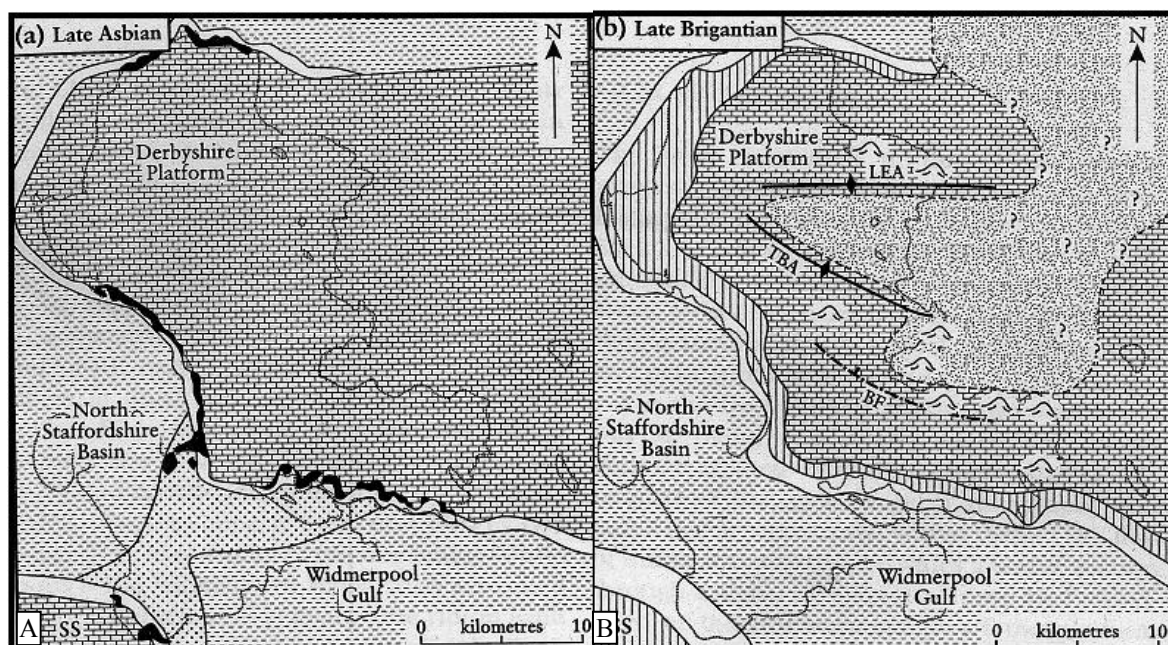 (a) Late Asbian
N
Derbyshire
Platform
North
Staffordshire
Basin
Widmerpool
Gulf
A
SS
0 kilometres 10
(b) Late Brigantian
N
?
?
?
?
?
?
?
?
Derbyshire
Platform
LEA
TBA
BF
North
Staffordshire
Basin
Widmerpool
Gulf
B
SS
0 kilometres 10